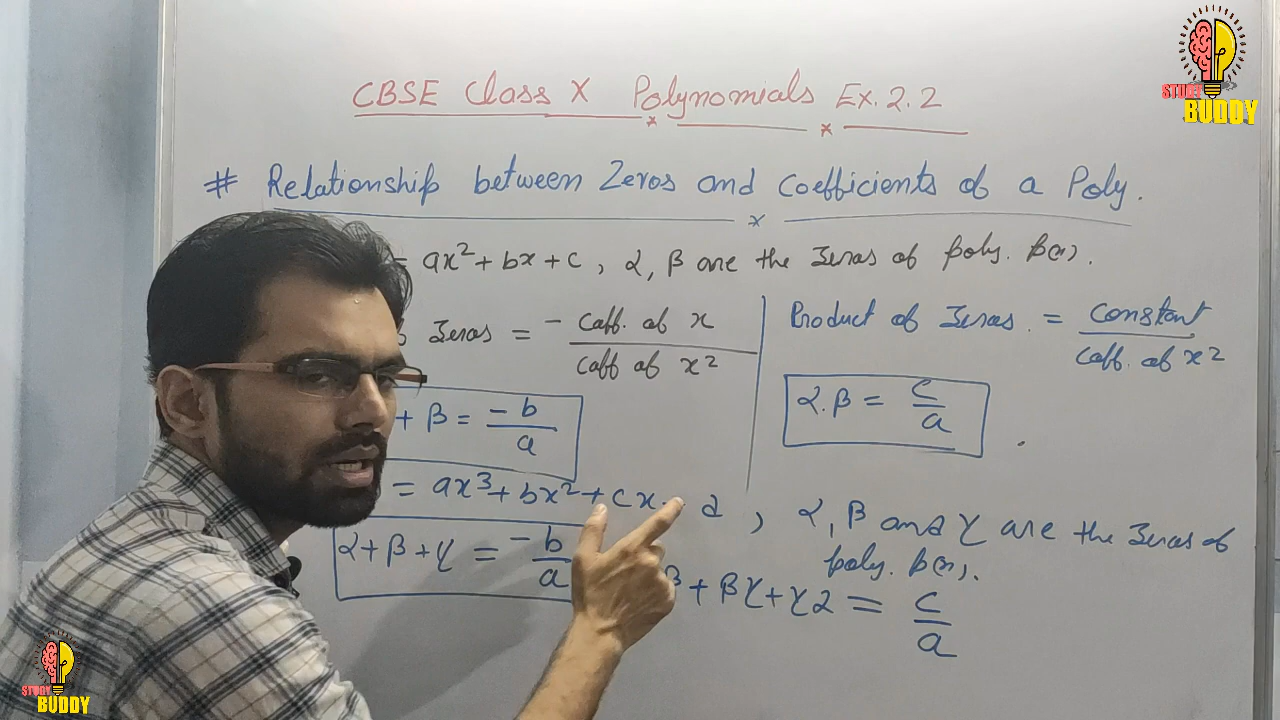 STUDY
BUDDY
CBSE Class X Polynomials Ex. 2.2
# Relationship between Zeros and Coefficients of a Poly.
= ax² + bx + c , α, β are the Zeros of poly. p(x).
Zeros = - Coff. of x / Coff of x²
Product of Zeros. = Constant / Coff. of x²
+ β = -b/a
α.β = c/a
= ax³ + bx² + cx d , α, β and γ are the Zeros of
poly. p(x).
α + β + γ = -b/a
β + βγ + γα = c/a
STUDY
BUDDY